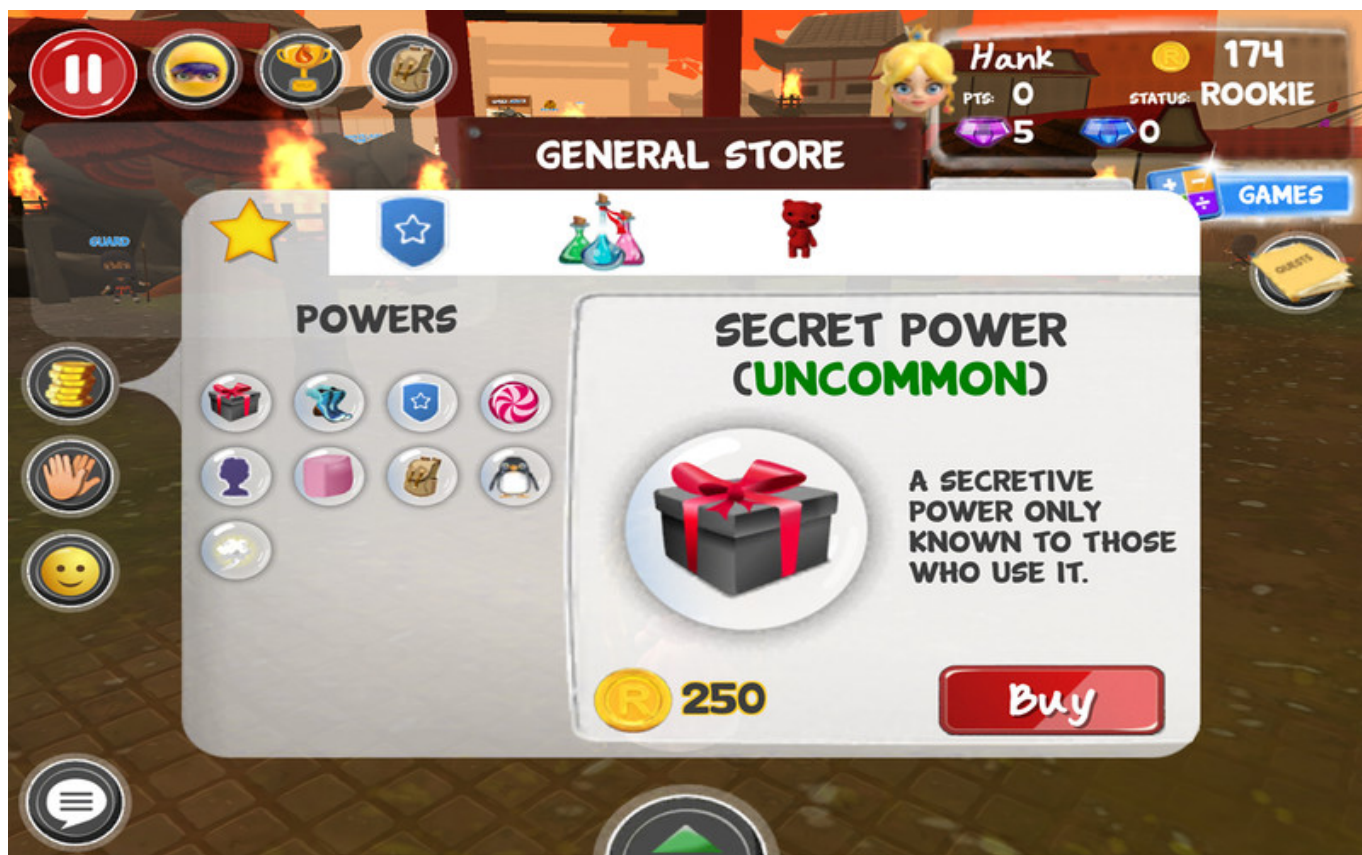 Hank
174
PTS: 0
STATUS: ROOKIE
5
0
GENERAL STORE
GAMES
GUARD
QUESTS
POWERS
SECRET POWER
(UNCOMMON)
A SECRETIVE
POWER ONLY
KNOWN TO THOSE
WHO USE IT.
R 250
Buy